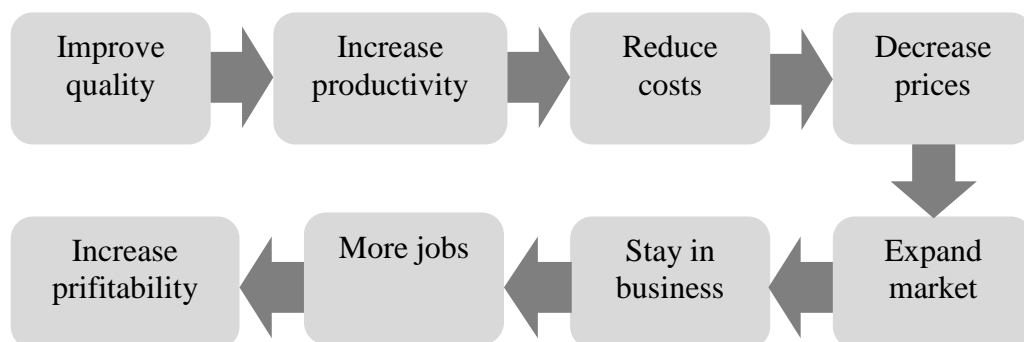 Improve
quality
Increase
productivity
Reduce
costs
Decrease
prices
Expand
market
Stay in
business
More jobs
Increase
prifitability